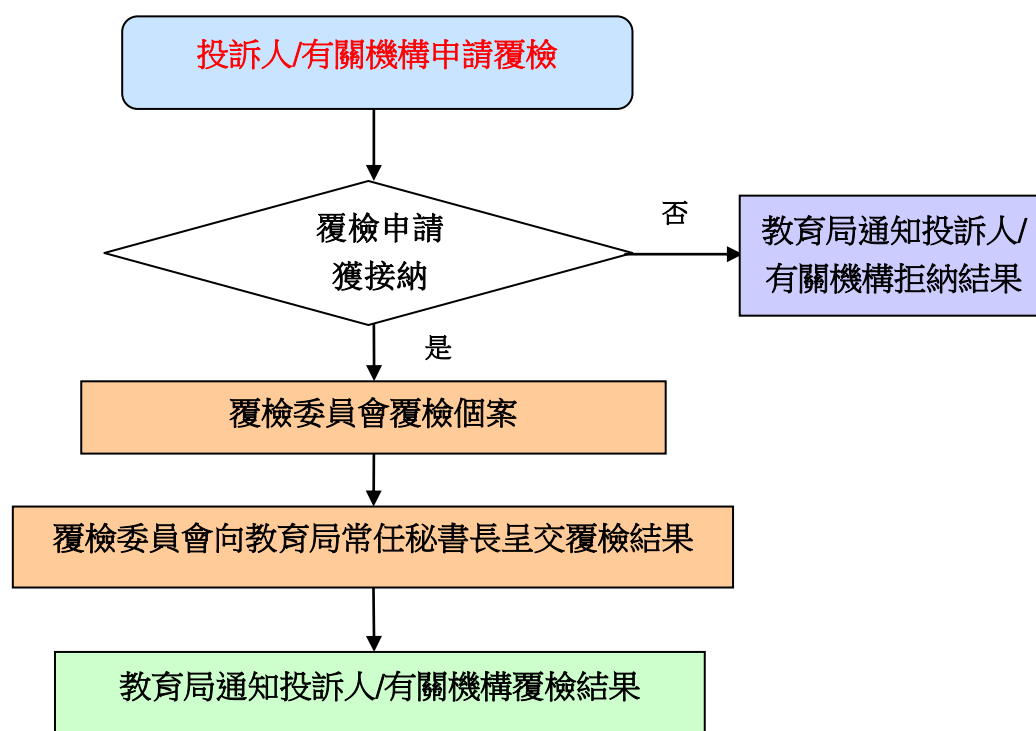 投訴人/有關機構申請覆檢
覆檢申請
獲接納
否
教育局通知投訴人/
有關機構拒納結果
是
覆檢委員會覆檢個案
覆檢委員會向教育局常任秘書長呈交覆檢結果
教育局通知投訴人/有關機構覆檢結果